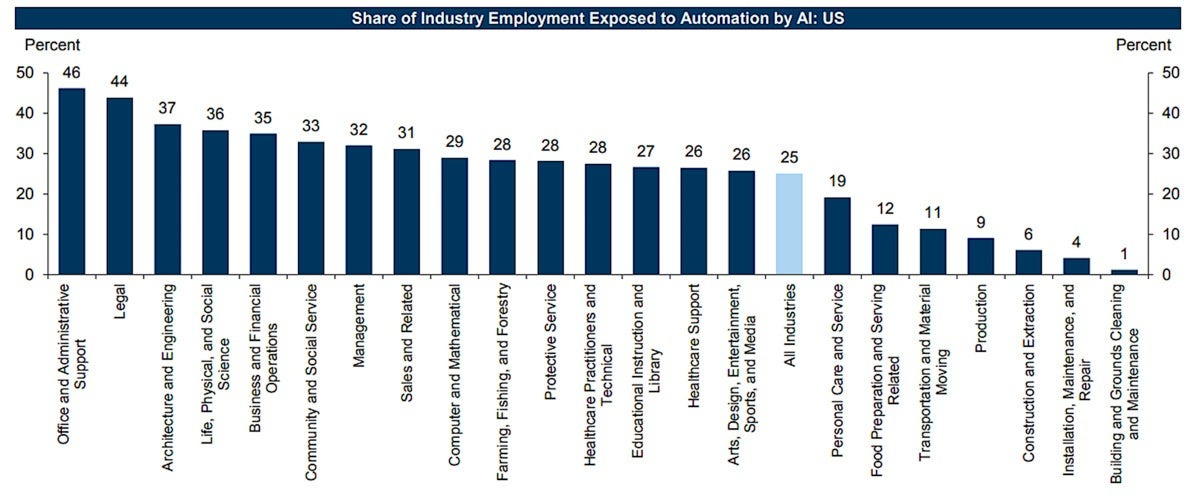 Share of Industry Employment Exposed to Automation by AI: US
Percent
Percent
50
40
30
20
10
0
46
44
37
36
35
33
32
31
29
28
28
28
27
26
26
25
19
12
11
9
6
4
1
50
40
30
20
10
0
Office and Administrative
Support
Legal
Architecture and Engineering
Life, Physical, and Social
Science
Business and Financial
Operations
Community and Social Service
Management
Sales and Related
Computer and Mathematical
Farming, Fishing, and Forestry
Protective Service
Healthcare Practitioners and
Technical
Educational Instruction and
Library
Healthcare Support
Arts, Design, Entertainment,
Sports, and Media
All Industries
Personal Care and Service
Food Preparation and Serving
Related
Transportation and Material
Moving
Production
Construction and Extraction
Installation, Maintenance, and
Repair
Building and Grounds Cleaning
and Maintenance